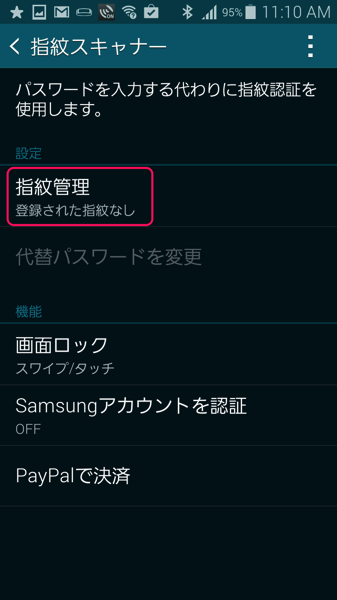 95% 11:10 AM
指紋スキャナー
パスワードを入力する代わりに指紋認証を
使用します。
設定
指紋管理
登録された指紋なし
代替パスワードを変更
機能
画面ロック
スワイプ/タッチ
Samsungアカウントを認証
OFF
PayPalで決済